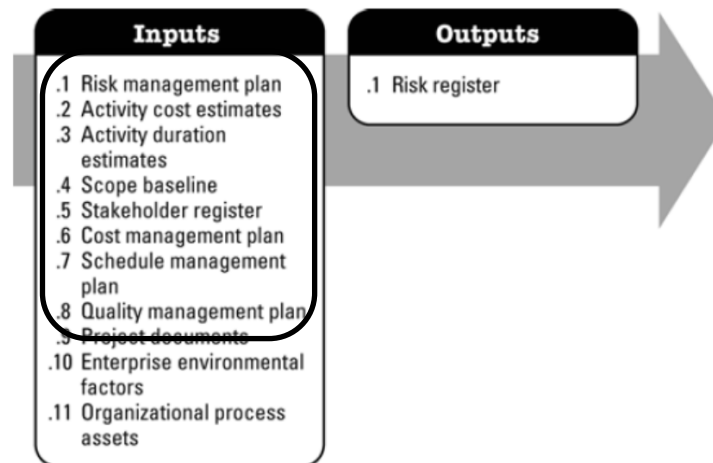 Inputs
.1 Risk management plan
.2 Activity cost estimates
.3 Activity duration
estimates
.4 Scope baseline
.5 Stakeholder register
.6 Cost management plan
.7 Schedule management
plan
.8 Quality management plan
.9 Project documents
.10 Enterprise environmental
factors
.11 Organizational process
assets
Outputs
.1 Risk register